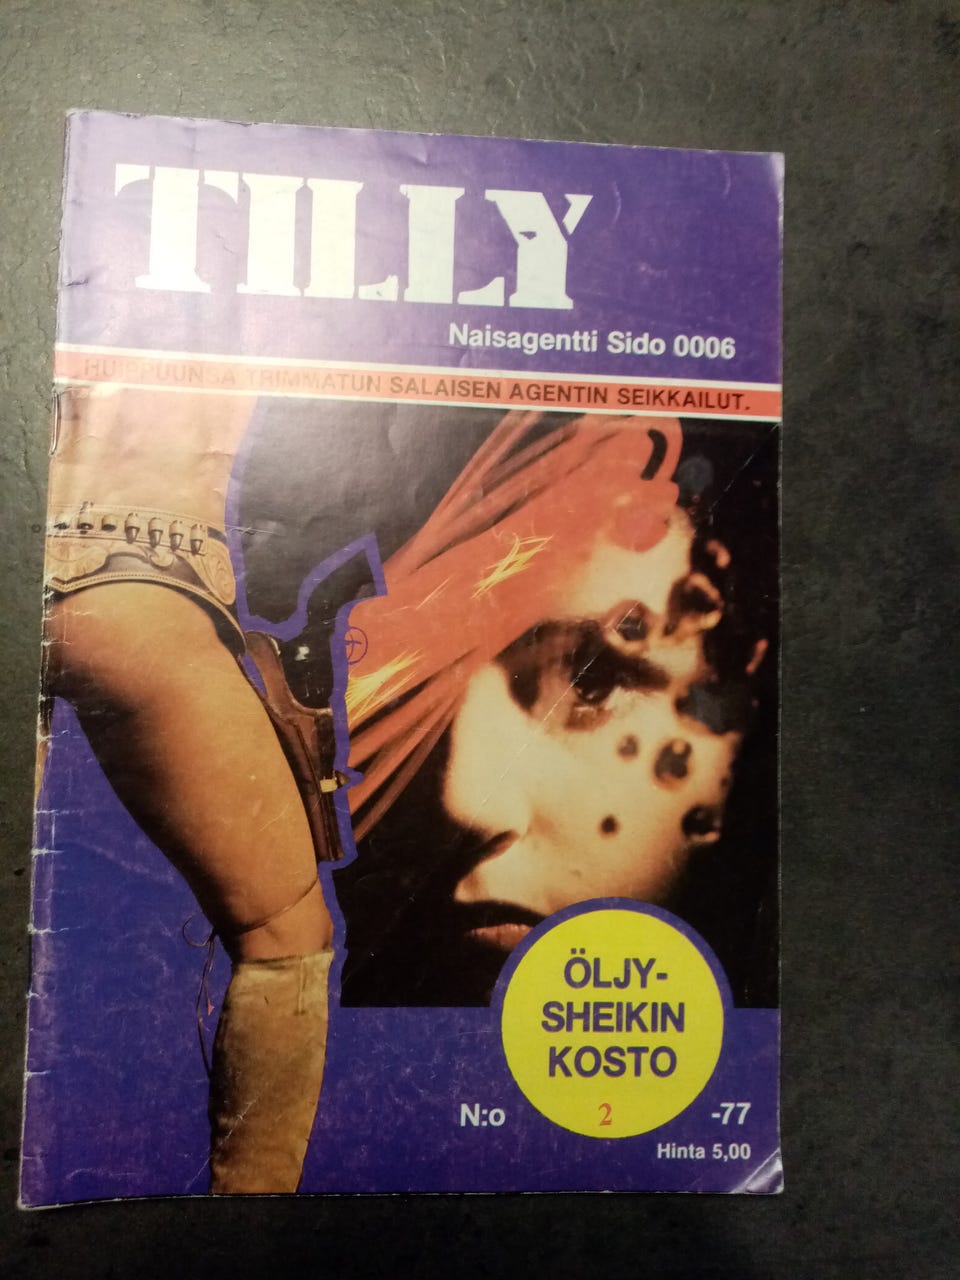 TILLY
Naisagentti Sido 0006
HUIPPUUNSA TRIMMATUN SALAISEN AGENTIN SEIKKAILUT.
ÖLJY-
SHEIKIN
KOSTO
N:o 2 -77
Hinta 5,00